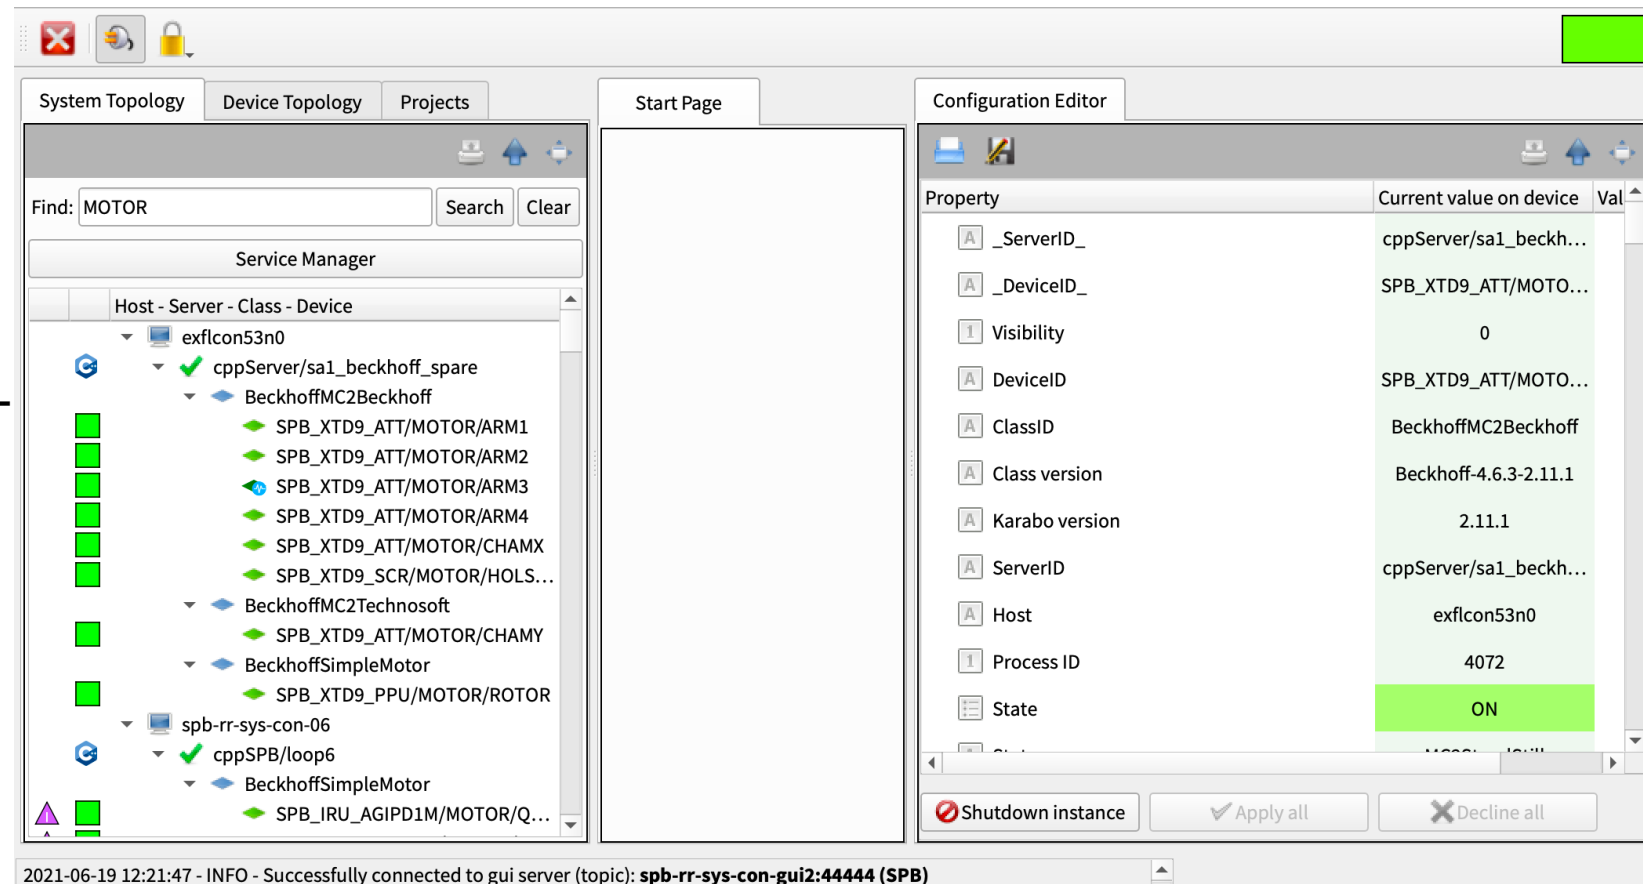 System Topology
Device Topology
Projects
Find: MOTOR
Search
Clear
Service Manager
Host - Server - Class - Device
exflcon53n0
cppServer/sa1_beckhoff_spare
BeckhoffMC2Beckhoff
SPB_XTD9_ATT/MOTOR/ARM1
SPB_XTD9_ATT/MOTOR/ARM2
SPB_XTD9_ATT/MOTOR/ARM3
SPB_XTD9_ATT/MOTOR/ARM4
SPB_XTD9_ATT/MOTOR/CHAMX
SPB_XTD9_SCR/MOTOR/HOLS...
BeckhoffMC2Technosoft
SPB_XTD9_ATT/MOTOR/CHAMY
BeckhoffSimpleMotor
SPB_XTD9_PPU/MOTOR/ROTOR
spb-rr-sys-con-06
cppSPB/loop6
BeckhoffSimpleMotor
SPB_IRU_AGIPD1M/MOTOR/Q...
Start Page
Configuration Editor
Property Current value on device Val
_ServerID_ cppServer/sa1_beckh...
_DeviceID_ SPB_XTD9_ATT/MOTO...
Visibility 0
DeviceID SPB_XTD9_ATT/MOTO...
ClassID BeckhoffMC2Beckhoff
Class version Beckhoff-4.6.3-2.11.1
Karabo version 2.11.1
ServerID cppServer/sa1_beckh...
Host exflcon53n0
Process ID 4072
State ON
Shutdown instance
Apply all
Decline all
2021-06-19 12:21:47 - INFO - Successfully connected to gui server (topic): spb-rr-sys-con-gui2:44444 (SPB)